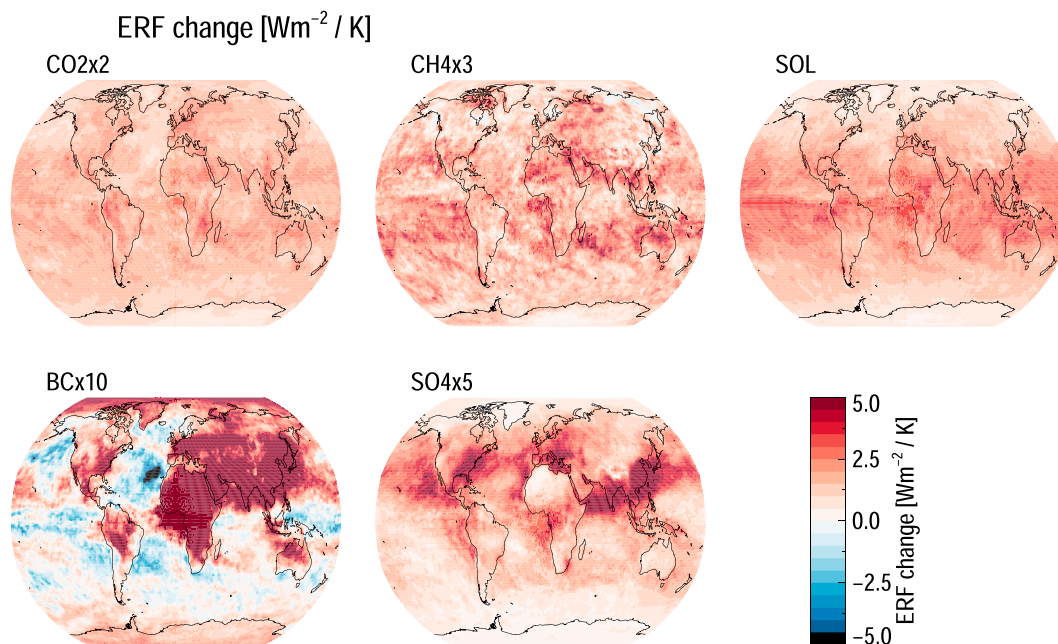 ERF change [Wm⁻² / K]
CO2x2
CH4x3
SOL
BCx10
SO4x5
5.0
2.5
0.0
−2.5
−5.0
ERF change [Wm⁻² / K]